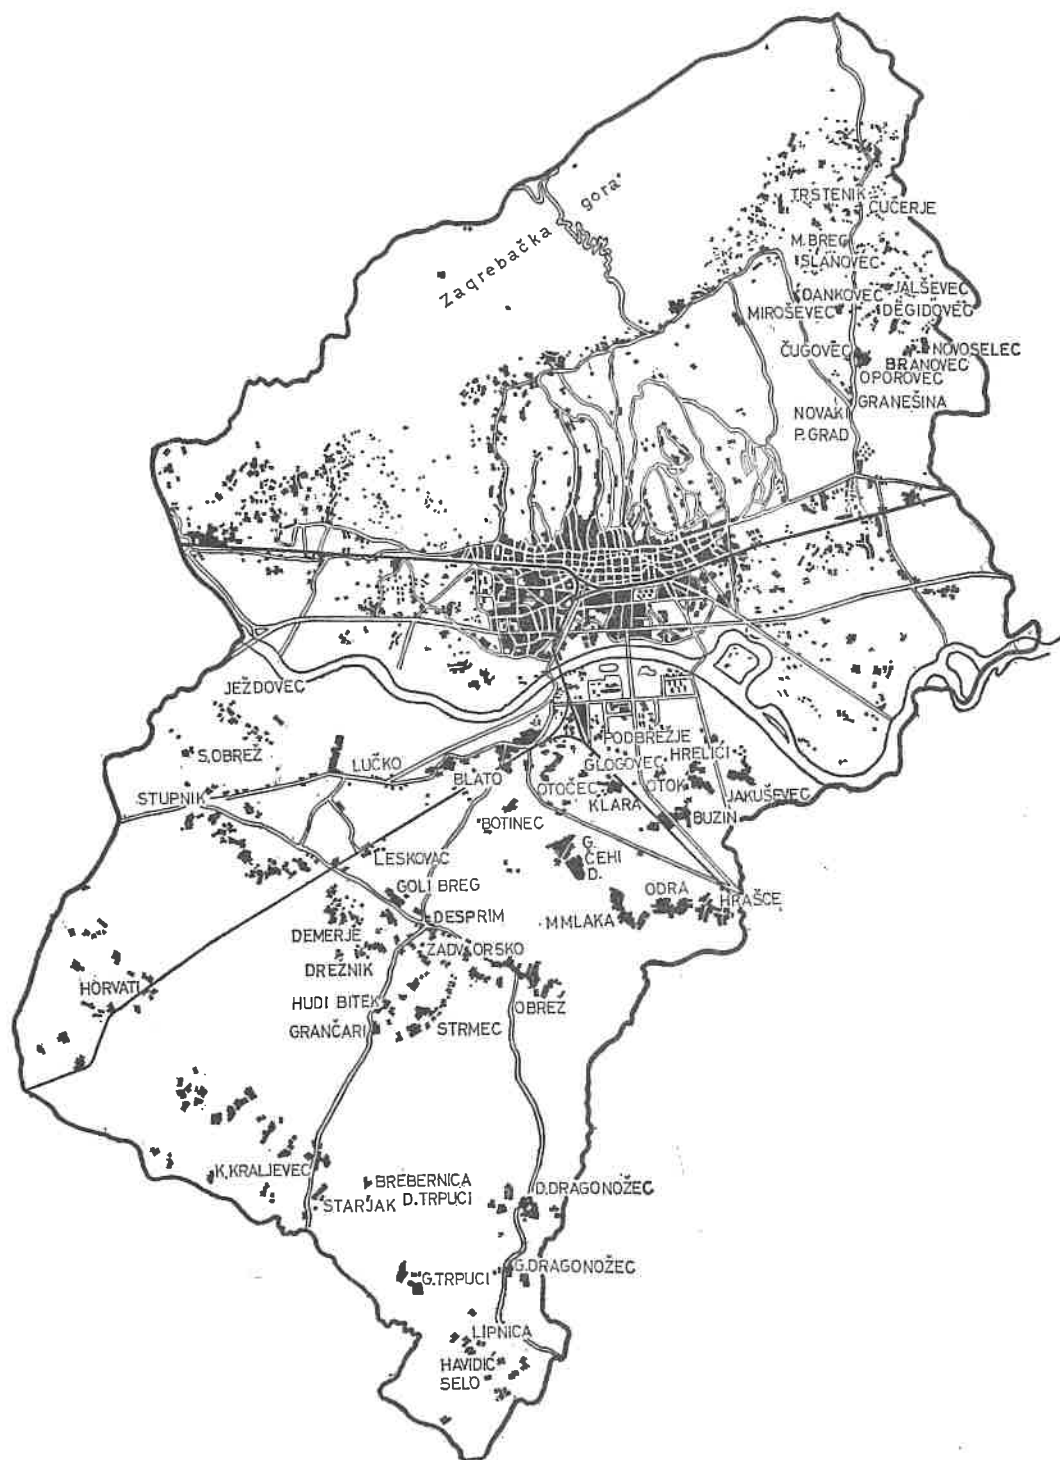 Zagrebačka gora
TRSTENIK
ČUČERJE
M. BREG
SLANOVEC
DANKOVEC
JALŠEVEC
MIROŠEVEC
DEGIDOVEC
ČUGOVEC
NOVOSELEC
BRANOVEC
OPOROVEC
GRANEŠINA
NOVAKI
P. GRAD
JEŽDOVEC
S. OBREŽ
LUČKO
PODBREŽJE
HRELIĆI
GLOGOVEC
BLATO
OTOČEC
OTOK
JAKUŠEVEC
STUPNIK
KLARA
BUZIN
BOTINEC
LESKOVAC
G.
ČEHI
D.
GOLI BREG
ODRA
HRAŠĆE
DESPRIM
M MLAKA
DEMERJE
ZADVORSKO
DREŽNIK
HORVATI
HUDI BITEK
OBREZ
GRANČARI
STRMEC
K. KRALJEVEC
BREBERNICA
STARJAK
D. TRPUCI
D. DRAGONOŽEC
G. TRPUCI
G. DRAGONOŽEC
LIPNICA
HAVIDIĆ
SELO